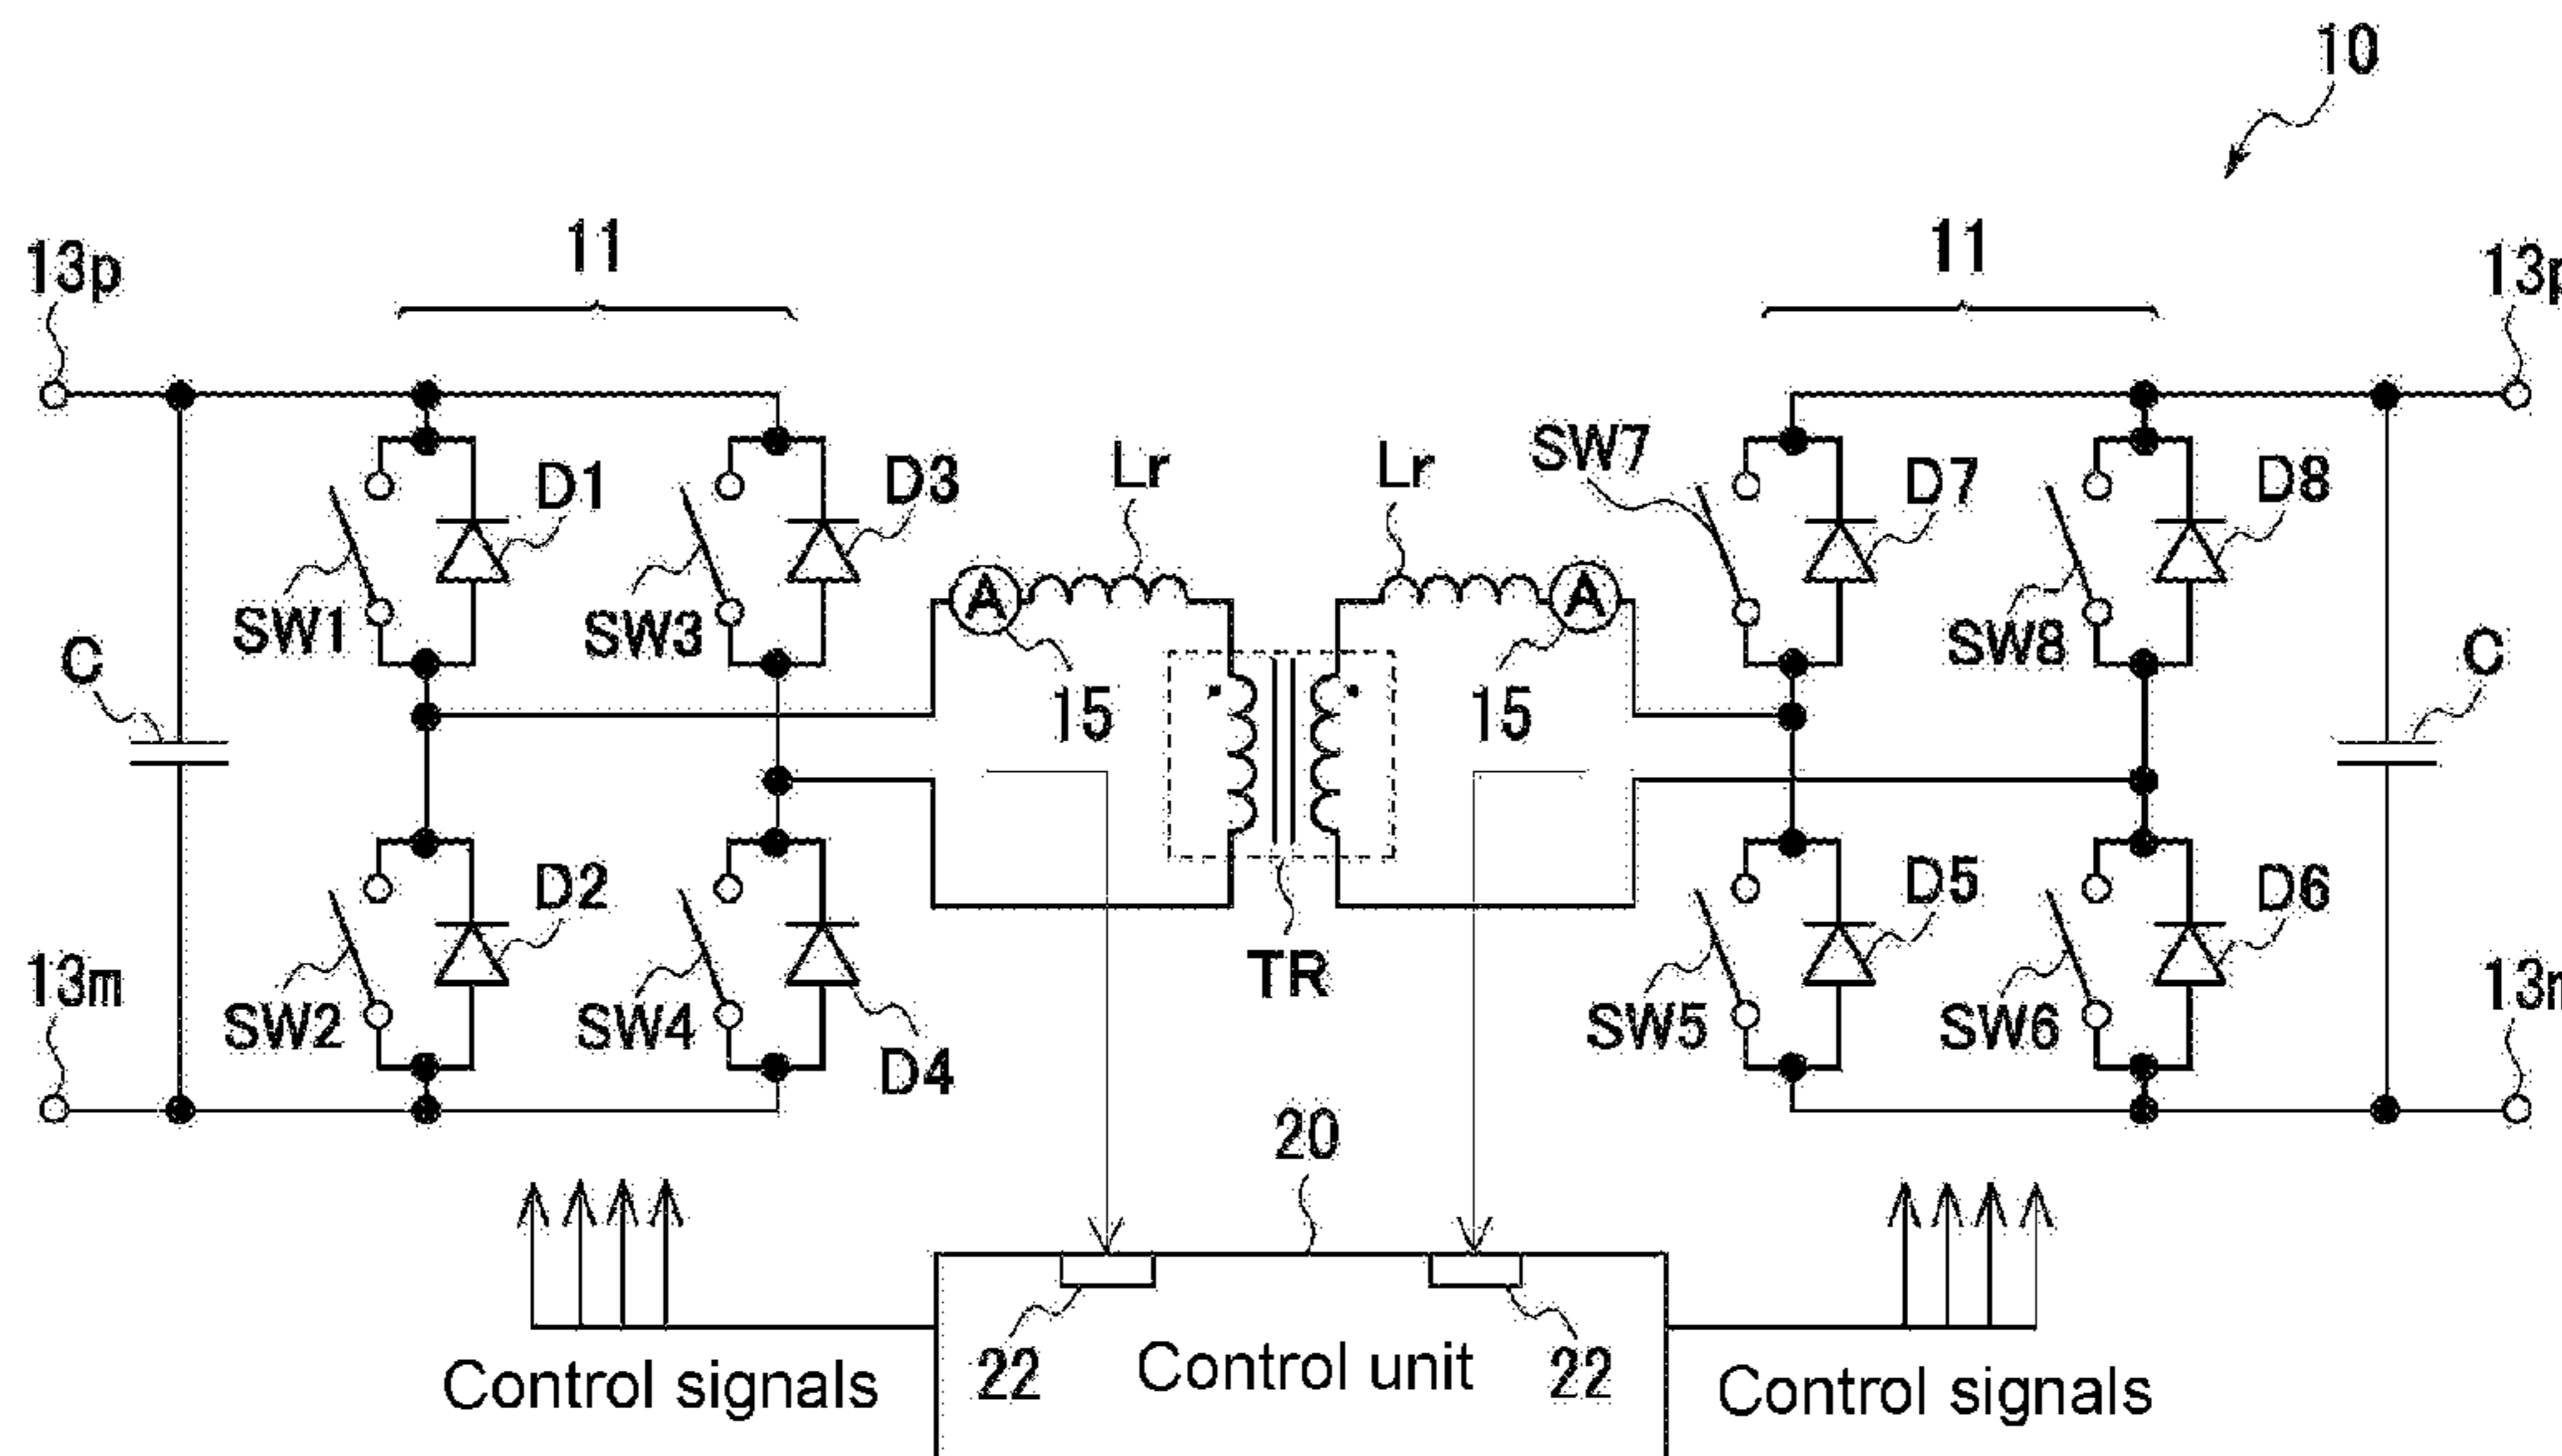 10
11 11
13p 13p
SW7
Lr Lr
D1 D3 D7 D8
A A
SW1 SW3 SW8
C C
15 15
D2 D5 D6
TR
13m
SW2 SW4 SW5 SW6
D4
20
22 22
Control unit
Control signals Control signals